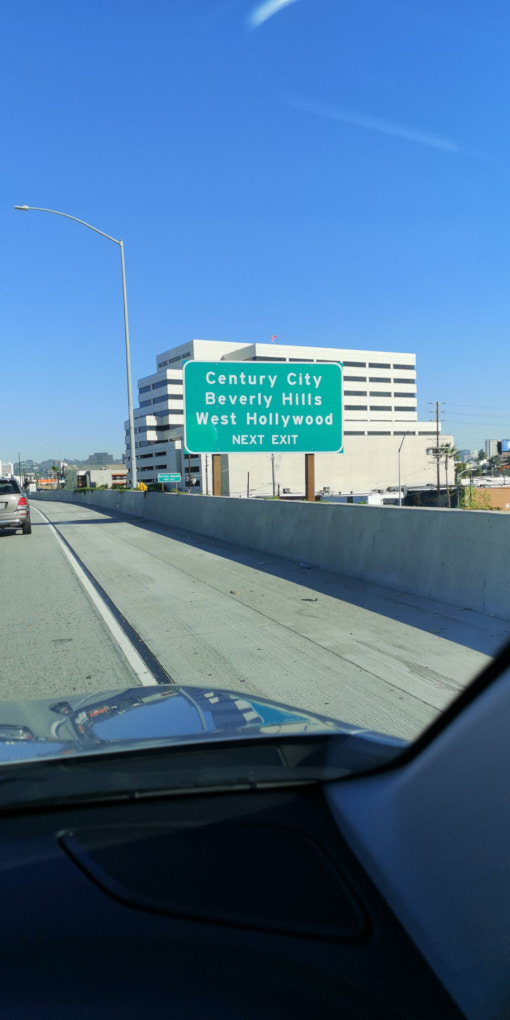 Century City
Beverly Hills
West Hollywood
NEXT EXIT